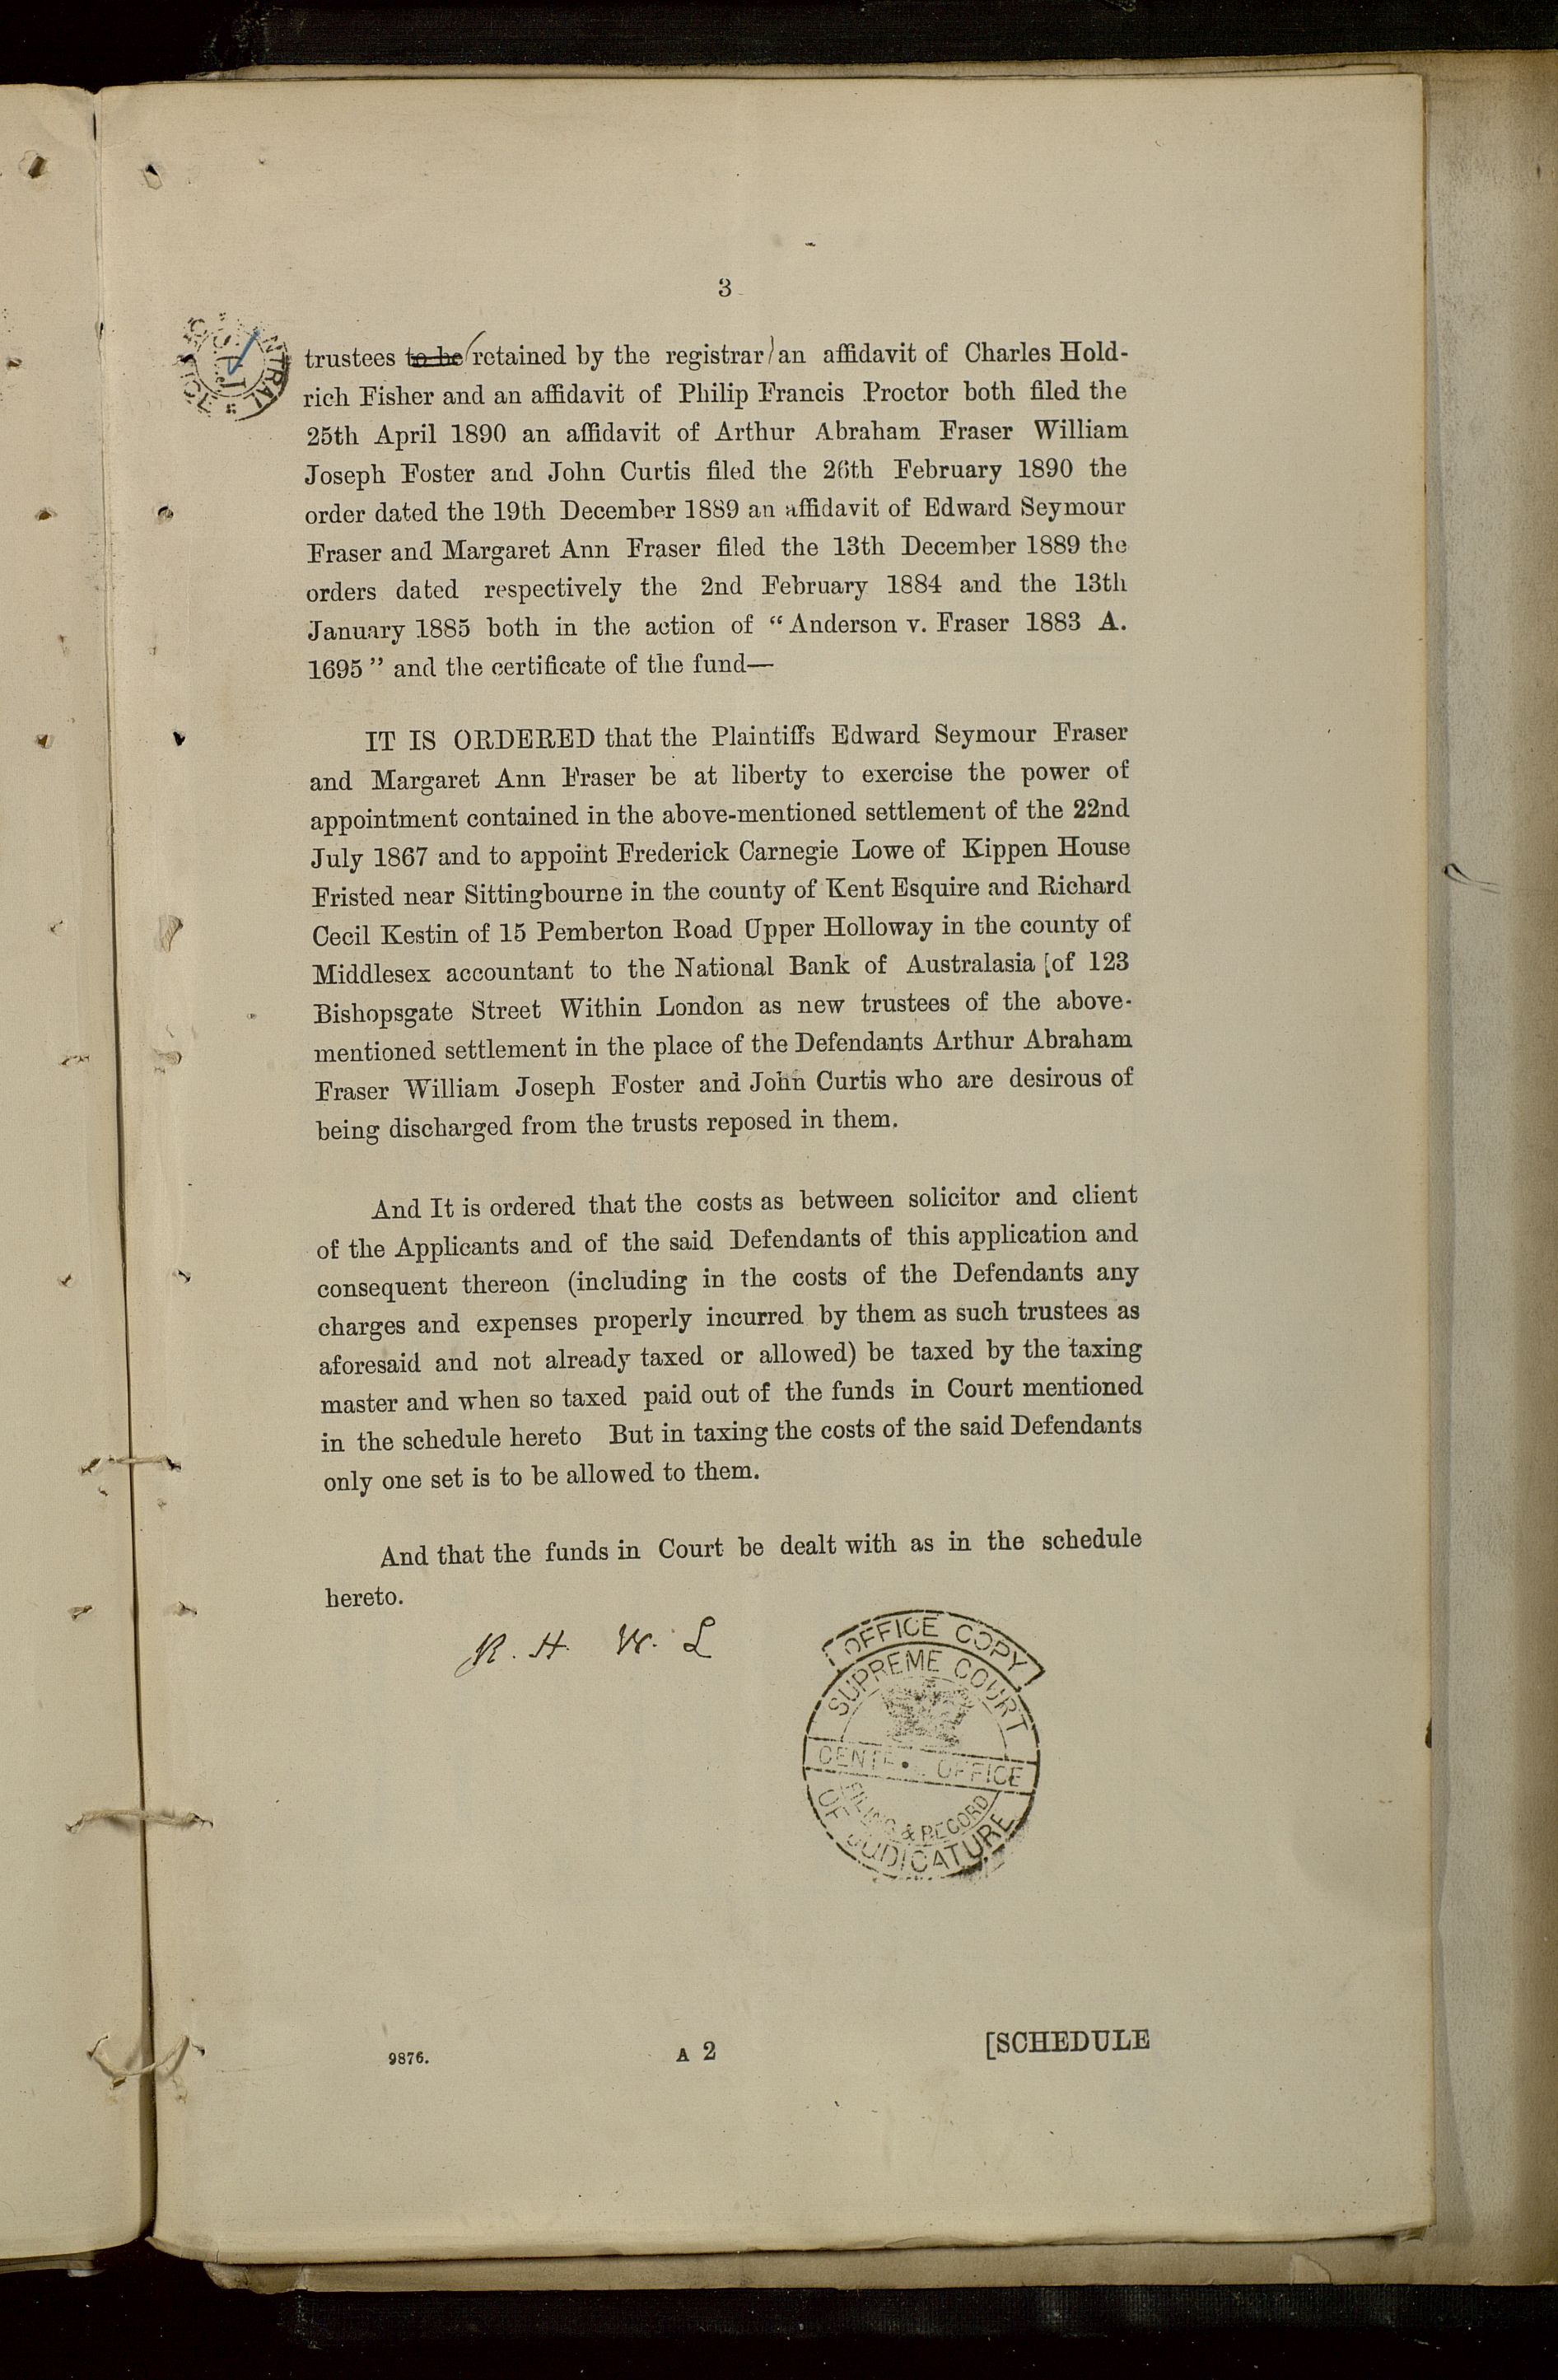 3
trustees to be (retained by the registrar) an affidavit of Charles Hold-
rich Fisher and an affidavit of Philip Francis Proctor both filed the
25th April 1890 an affidavit of Arthur Abraham Fraser William
Joseph Foster and John Curtis filed the 26th February 1890 the
order dated the 19th December 1889 an affidavit of Edward Seymour
Fraser and Margaret Ann Fraser filed the 13th December 1889 the
orders dated respectively the 2nd February 1884 and the 13th
January 1885 both in the action of “Anderson v. Fraser 1883 A.
1695” and the certificate of the fund—
IT IS ORDERED that the Plaintiffs Edward Seymour Fraser
and Margaret Ann Fraser be at liberty to exercise the power of
appointment contained in the above-mentioned settlement of the 22nd
July 1867 and to appoint Frederick Carnegie Lowe of Kippen House
Fristed near Sittingbourne in the county of Kent Esquire and Richard
Cecil Kestin of 15 Pemberton Road Upper Holloway in the county of
Middlesex accountant to the National Bank of Australasia [of 123
Bishopsgate Street Within London as new trustees of the above-
mentioned settlement in the place of the Defendants Arthur Abraham
Fraser William Joseph Foster and John Curtis who are desirous of
being discharged from the trusts reposed in them.
And It is ordered that the costs as between solicitor and client
of the Applicants and of the said Defendants of this application and
consequent thereon (including in the costs of the Defendants any
charges and expenses properly incurred by them as such trustees as
aforesaid and not already taxed or allowed) be taxed by the taxing
master and when so taxed paid out of the funds in Court mentioned
in the schedule hereto But in taxing the costs of the said Defendants
only one set is to be allowed to them.
And that the funds in Court be dealt with as in the schedule
hereto.
R. H. W. L
OFFICE COPY
SUPREME COURT
CENTRAL OFFICE
FILING & RECORD
OF JUDICATURE
9876.
A 2
[SCHEDULE